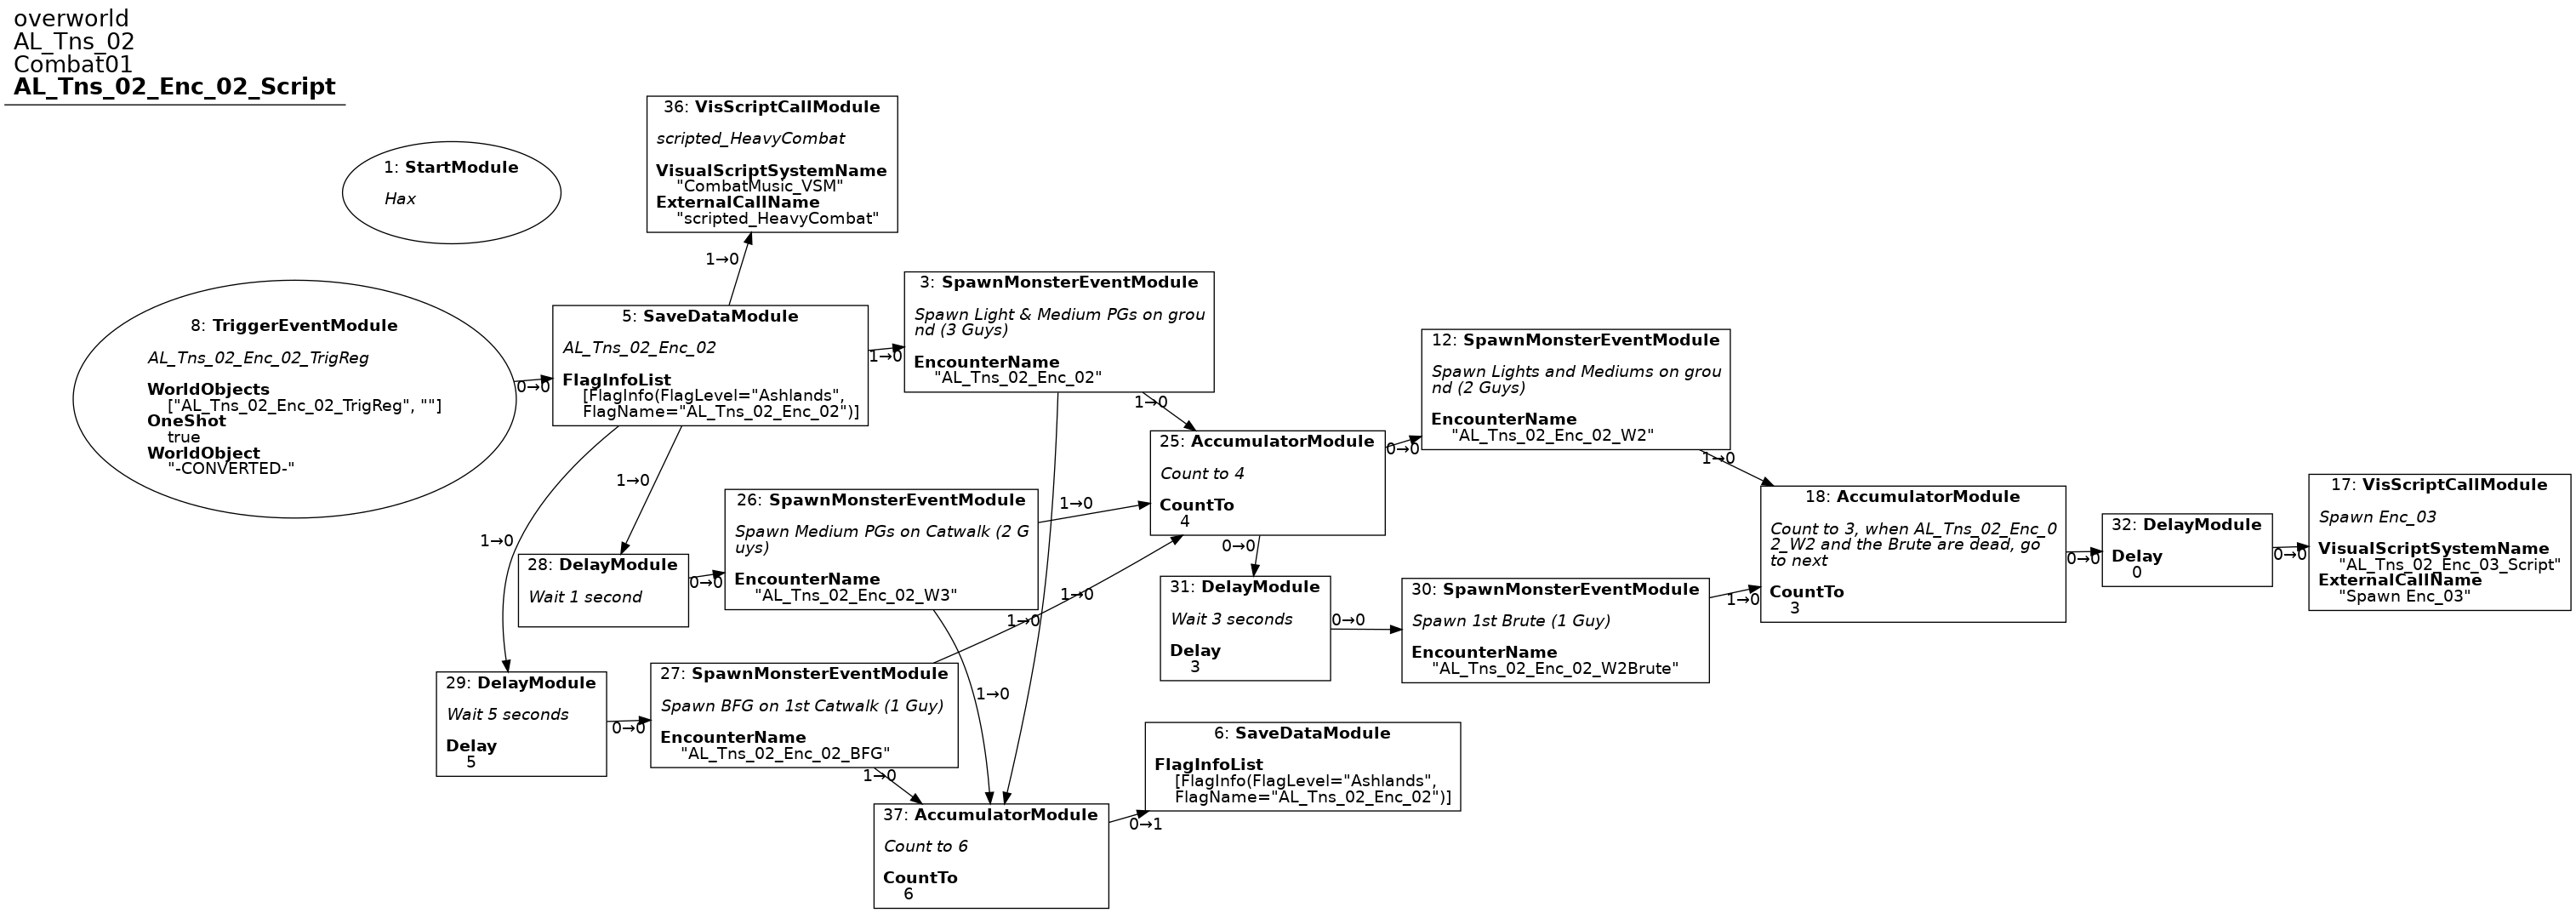 overworld
AL_Tns_02
Combat01
AL_Tns_02_Enc_02_Script
36: VisScriptCallModule
scripted_HeavyCombat
VisualScriptSystemName
"CombatMusic_VSM"
ExternalCallName
"scripted_HeavyCombat"
1: StartModule
Hax
1→0
3: SpawnMonsterEventModule
Spawn Light & Medium PGs on grou
nd (3 Guys)
EncounterName
"AL_Tns_02_Enc_02"
8: TriggerEventModule
AL_Tns_02_Enc_02_TrigReg
WorldObjects
["AL_Tns_02_Enc_02_TrigReg", ""]
OneShot
true
WorldObject
"-CONVERTED-"
0→0
5: SaveDataModule
AL_Tns_02_Enc_02
FlagInfoList
[FlagInfo(FlagLevel="Ashlands",
FlagName="AL_Tns_02_Enc_02")]
1→0
12: SpawnMonsterEventModule
Spawn Lights and Mediums on grou
nd (2 Guys)
EncounterName
"AL_Tns_02_Enc_02_W2"
1→0
25: AccumulatorModule
Count to 4
CountTo
4
0→0
1→0
18: AccumulatorModule
Count to 3, when AL_Tns_02_Enc_0
2_W2 and the Brute are dead, go
to next
CountTo
3
0→0
32: DelayModule
Delay
0
0→0
17: VisScriptCallModule
Spawn Enc_03
VisualScriptSystemName
"AL_Tns_02_Enc_03_Script"
ExternalCallName
"Spawn Enc_03"
1→0
1→0
28: DelayModule
Wait 1 second
0→0
26: SpawnMonsterEventModule
Spawn Medium PGs on Catwalk (2 G
uys)
EncounterName
"AL_Tns_02_Enc_02_W3"
1→0
0→0
1→0
1→0
31: DelayModule
Wait 3 seconds
Delay
3
0→0
30: SpawnMonsterEventModule
Spawn 1st Brute (1 Guy)
EncounterName
"AL_Tns_02_Enc_02_W2Brute"
1→0
29: DelayModule
Wait 5 seconds
Delay
5
0→0
27: SpawnMonsterEventModule
Spawn BFG on 1st Catwalk (1 Guy)
EncounterName
"AL_Tns_02_Enc_02_BFG"
1→0
1→0
6: SaveDataModule
FlagInfoList
[FlagInfo(FlagLevel="Ashlands",
FlagName="AL_Tns_02_Enc_02")]
37: AccumulatorModule
Count to 6
CountTo
6
0→1